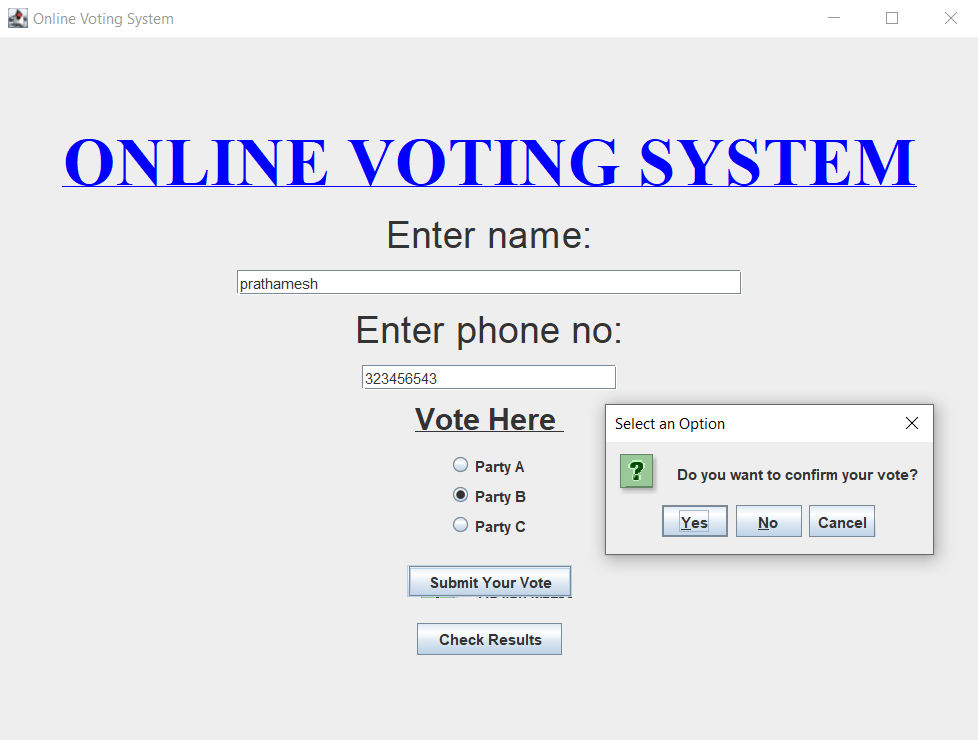 Online Voting System
ONLINE VOTING SYSTEM
Enter name:
prathamesh
Enter phone no:
323456543
Vote Here
Select an Option
Party A
Do you want to confirm your vote?
Party B
Yes No Cancel
Party C
Submit Your Vote
Check Results